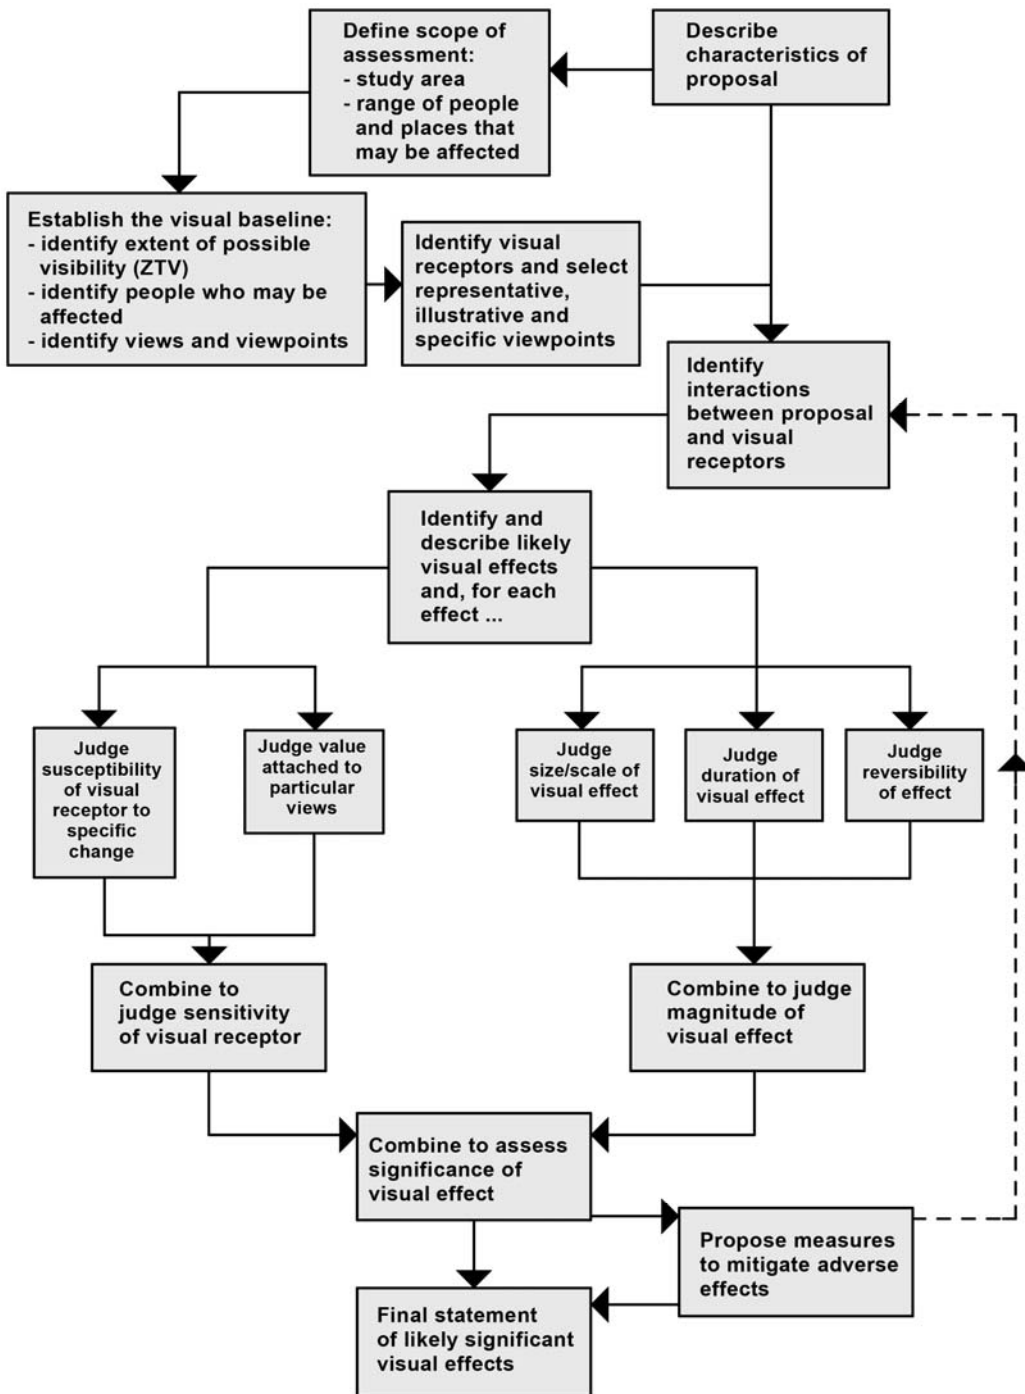 Define scope of
assessment:
- study area
- range of people
and places that
may be affected
Describe
characteristics of
proposal
Establish the visual baseline:
- identify extent of possible
visibility (ZTV)
- identify people who may be
affected
- identify views and viewpoints
Identify visual
receptors and select
representative,
illustrative and
specific viewpoints
Identify
interactions
between proposal
and visual
receptors
Identify and
describe likely
visual effects
and, for each
effect ...
Judge
susceptibility
of visual
receptor to
specific
change
Judge value
attached to
particular
views
Judge
size/scale of
visual effect
Judge
duration of
visual effect
Judge
reversibility
of effect
Combine to
judge sensitivity
of visual receptor
Combine to judge
magnitude of
visual effect
Combine to assess
significance of
visual effect
Propose measures
to mitigate adverse
effects
Final statement
of likely significant
visual effects